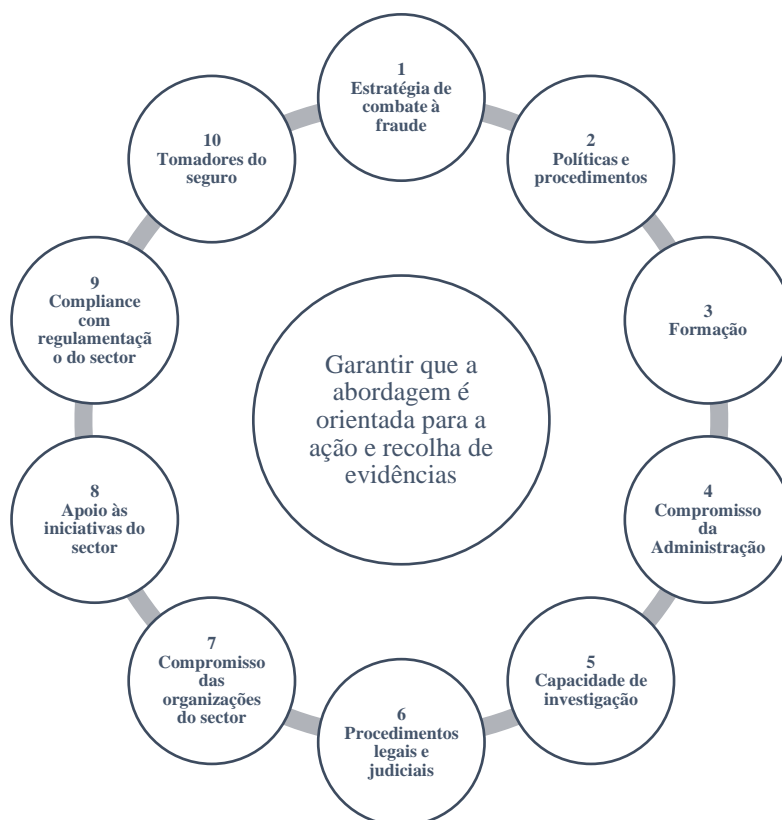 1
Estratégia de
combate à
fraude
2
Políticas e
procedimentos
3
Formação
4
Compromisso
da
Administração
5
Capacidade de
investigação
6
Procedimentos
legais e
judiciais
7
Compromisso
das
organizações
do sector
8
Apoio às
iniciativas do
sector
9
Compliance
com
regulamentaçã
o do sector
10
Tomadores do
seguro
Garantir que a
abordagem é
orientada para a
ação e recolha de
evidências